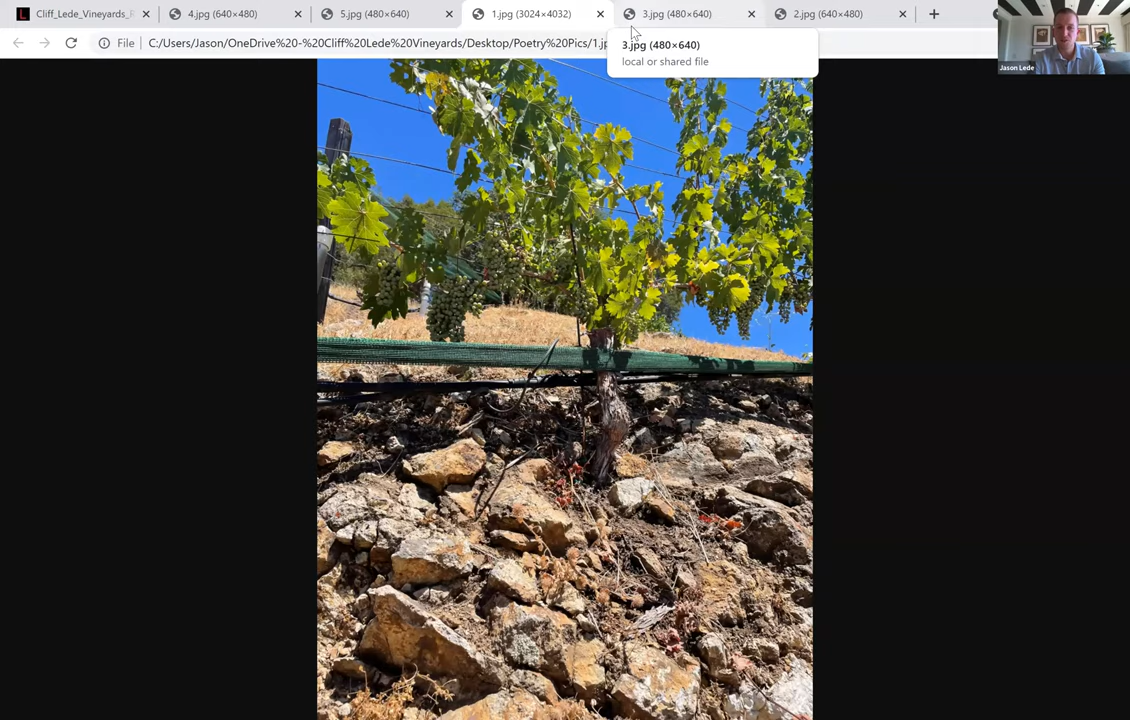 Cliff_Lede_Vineyards_R
4.jpg (640×480)
5.jpg (480×640)
1.jpg (3024×4032)
3.jpg (480×640)
2.jpg (640×480)
File
C:/Users/Jason/OneDrive%20-%20Cliff%20Lede%20Vineyards/Desktop/Poetry%20Pics/1.jp
3.jpg (480×640)
local or shared file
Jason Lede